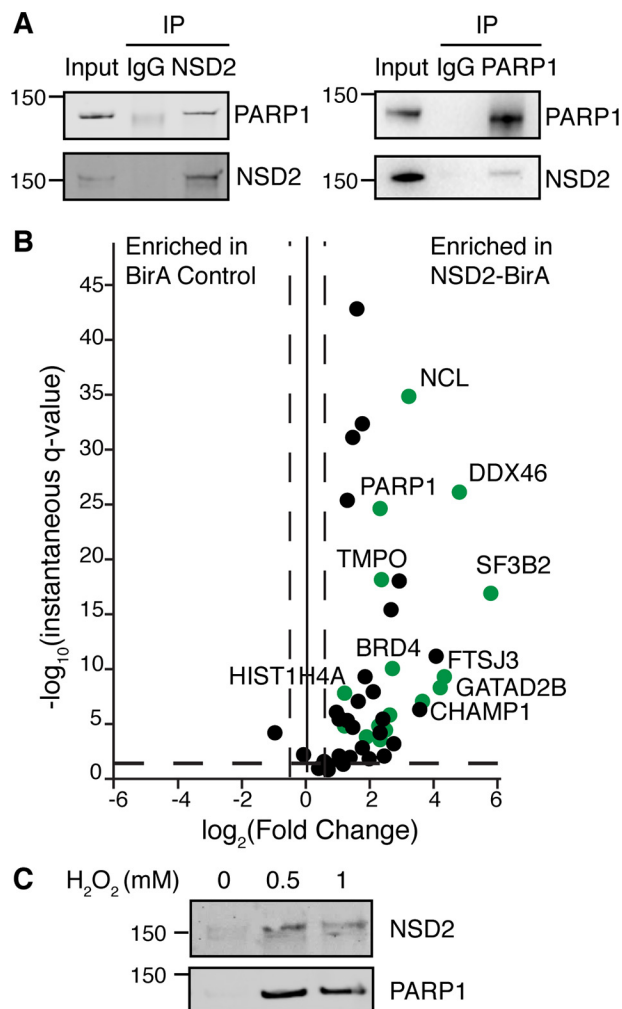 A
IP
Input IgG NSD2
150
PARP1
150
NSD2
IP
Input IgG PARP1
150
PARP1
150
NSD2
B
Enriched in
BirA Control
Enriched in
NSD2-BirA
-log10(instantaneous q-value)
45
40
35
30
25
20
15
10
5
0
NCL
DDX46
PARP1
TMPO
SF3B2
BRD4
FTSJ3
HIST1H4A
GATAD2B
CHAMP1
-6 -4 -2 0 2 4 6
log2(Fold Change)
C
H2O2 (mM) 0 0.5 1
150
NSD2
150
PARP1